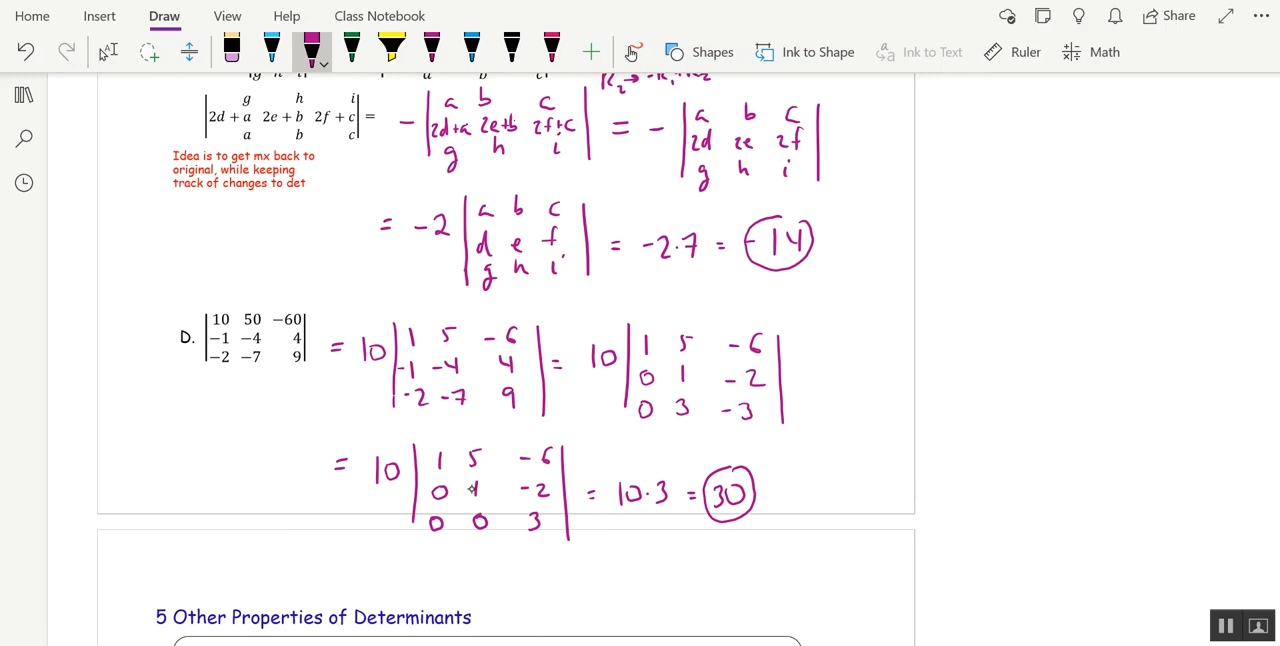 Home Insert Draw View Help Class Notebook Share
Shapes Ink to Shape Ink to Text Ruler Math
g h i
|2d + a 2e + b 2f + c| =
a b c
- | a b c |
| 2d+a 2e+b 2f+c |
| g h i |
= - | a b c |
| 2d 2e 2f |
| g h i |
Idea is to get mx back to
original, while keeping
track of changes to det
= -2 | a b c |
| d e f |
| g h i |
= -2·7 = -14
D. | 10 50 −60 |
| −1 −4 4 |
| −2 −7 9 |
= 10 | 1 5 -6 |
| -1 -4 4 |
| -2 -7 9 |
= 10 | 1 5 -6 |
| 0 1 -2 |
| 0 3 -3 |
= 10 | 1 5 -6 |
| 0 1 -2 |
| 0 0 3 |
= 10·3 = 30
5 Other Properties of Determinants